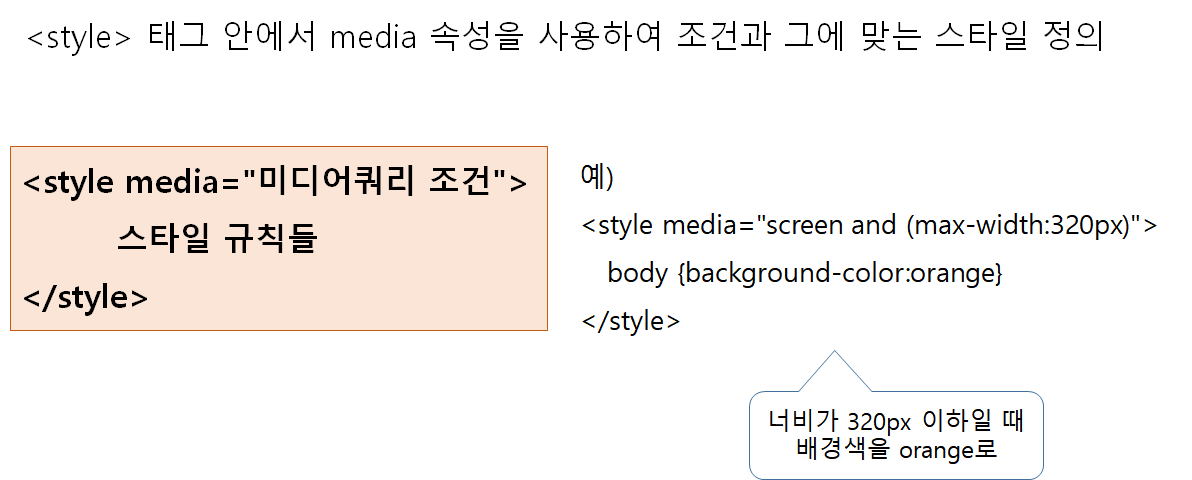 <style> 태그 안에서 media 속성을 사용하여 조건과 그에 맞는 스타일 정의
<style media="미디어쿼리 조건">
스타일 규칙들
</style>
예)
<style media="screen and (max-width:320px)">
body {background-color:orange}
</style>
너비가 320px 이하일 때
배경색을 orange로